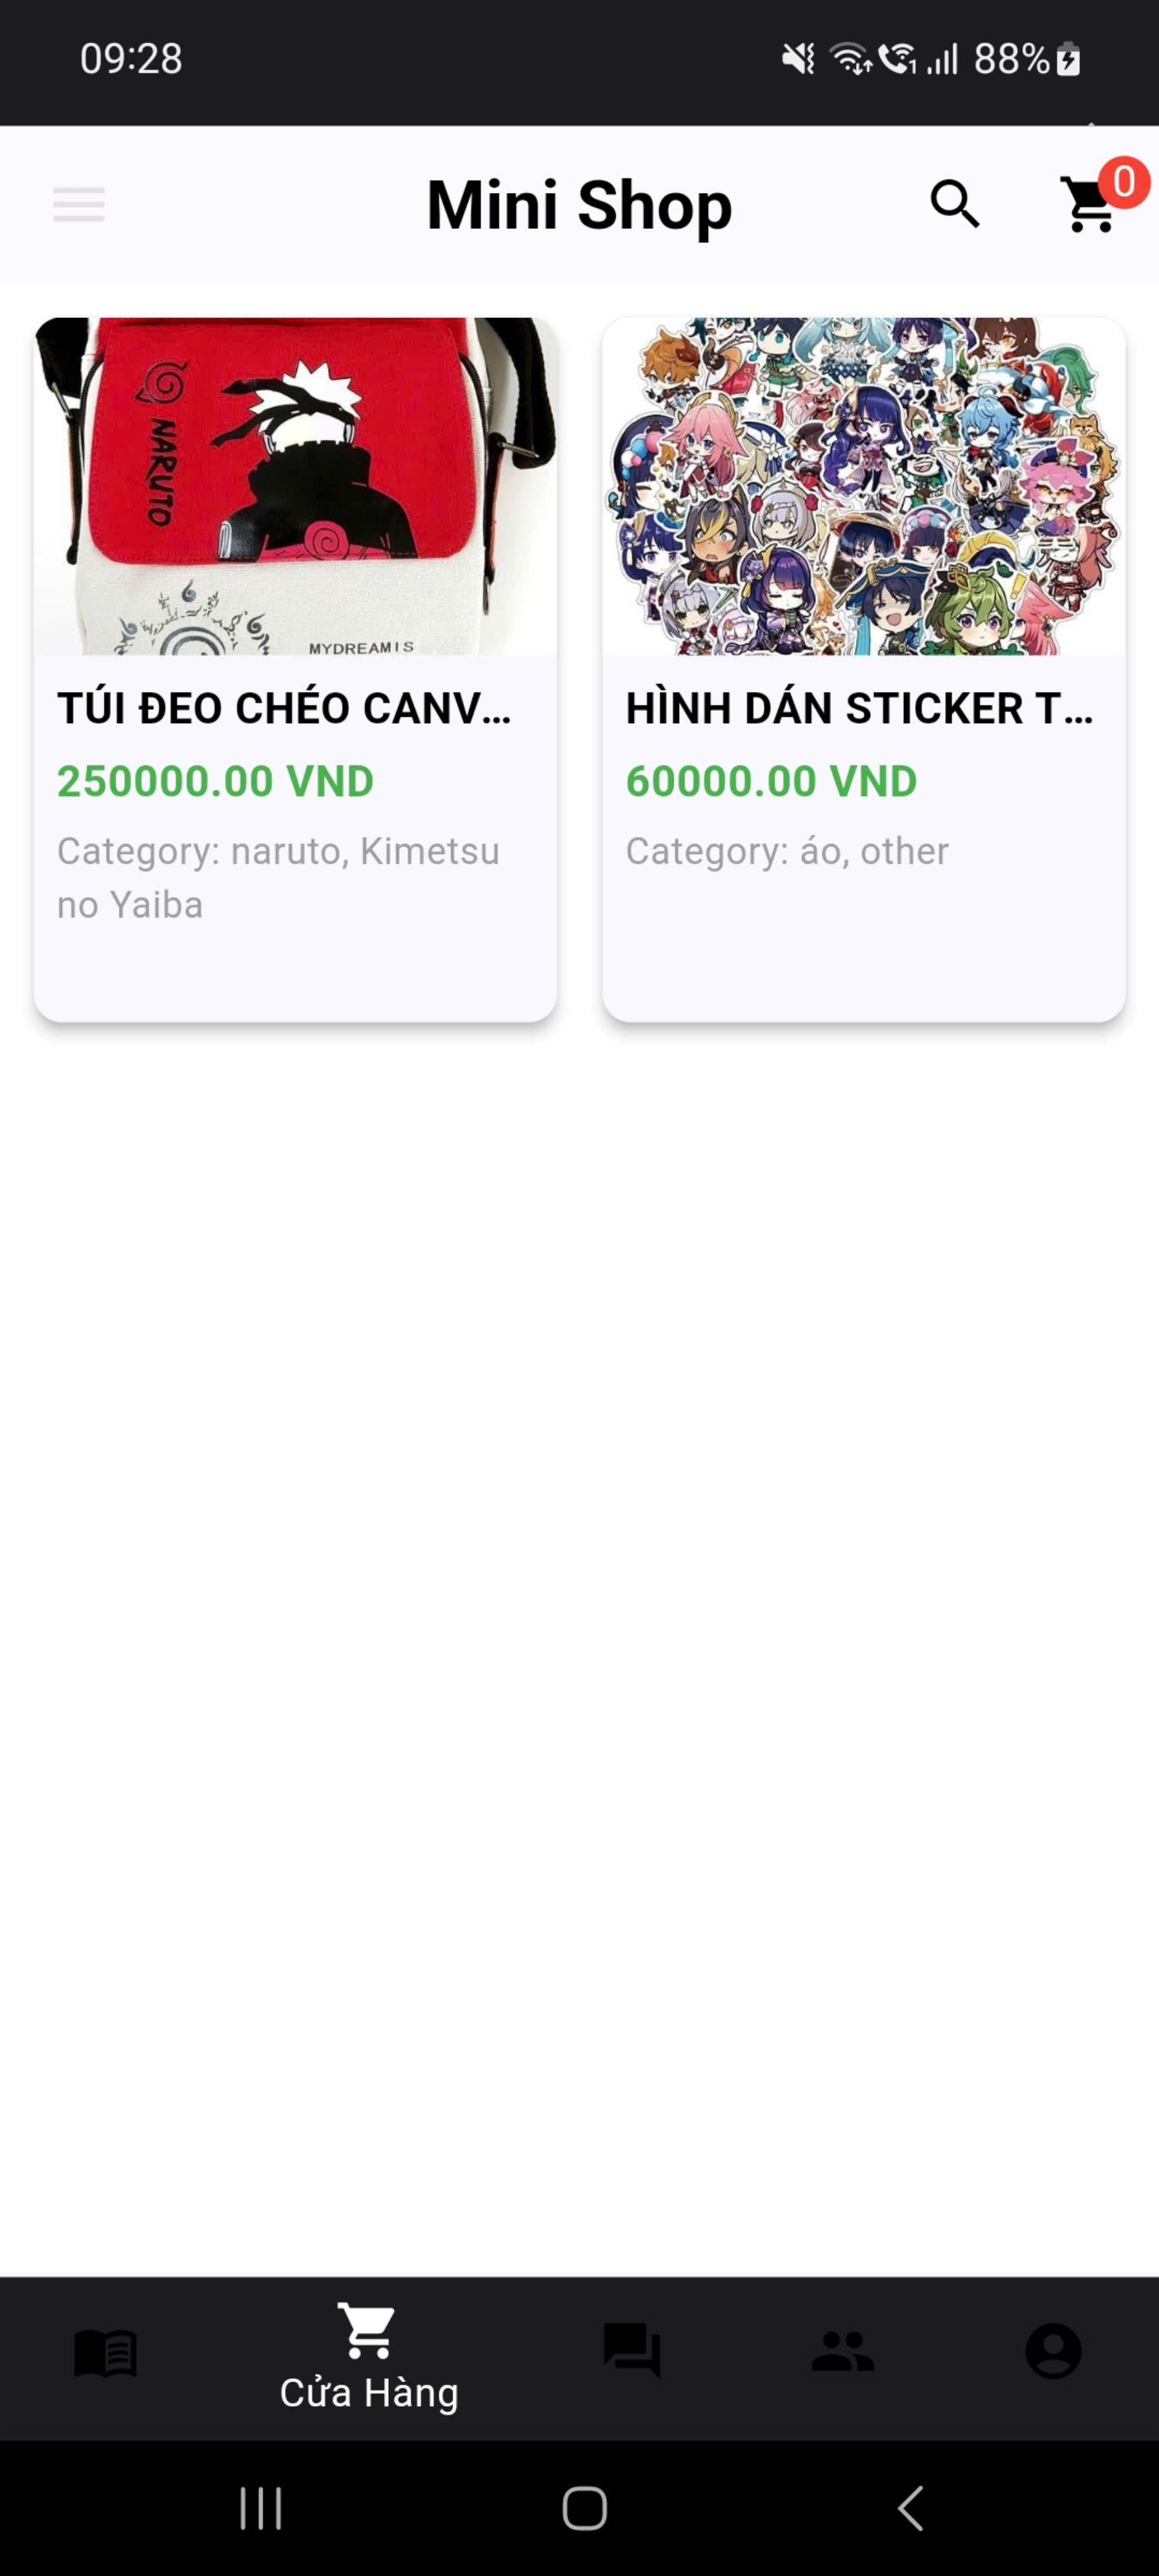 09:28
1 88%
Mini Shop
0
NARUTO
MYDREAMIS
TÚI ĐEO CHÉO CANV...
HÌNH DÁN STICKER T...
250000.00 VND
60000.00 VND
Category: naruto, Kimetsu
no Yaiba
Category: áo, other
Cửa Hàng